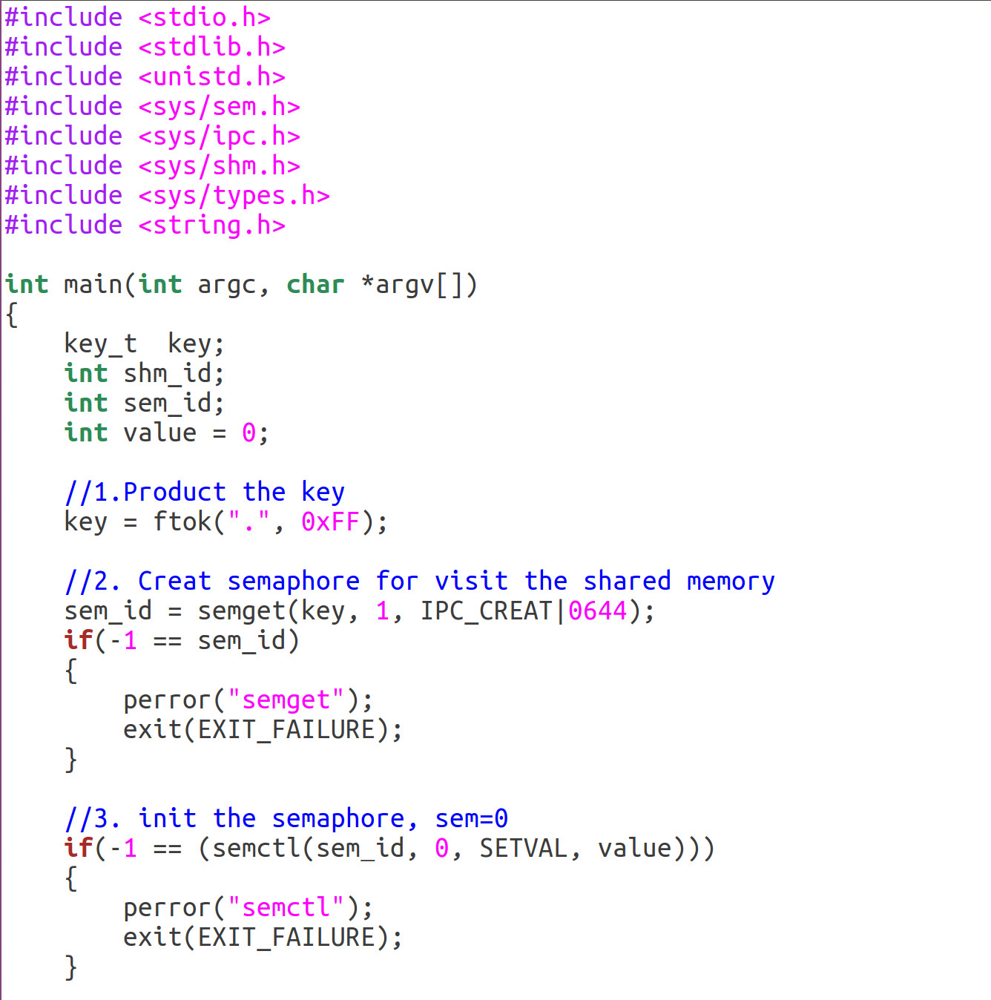 #include <stdio.h>
#include <stdlib.h>
#include <unistd.h>
#include <sys/sem.h>
#include <sys/ipc.h>
#include <sys/shm.h>
#include <sys/types.h>
#include <string.h>

int main(int argc, char *argv[])
{
    key_t  key;
    int shm_id;
    int sem_id;
    int value = 0;

    //1.Product the key
    key = ftok(".", 0xFF);

    //2. Creat semaphore for visit the shared memory
    sem_id = semget(key, 1, IPC_CREAT|0644);
    if(-1 == sem_id)
    {
        perror("semget");
        exit(EXIT_FAILURE);
    }

    //3. init the semaphore, sem=0
    if(-1 == (semctl(sem_id, 0, SETVAL, value)))
    {
        perror("semctl");
        exit(EXIT_FAILURE);
    }